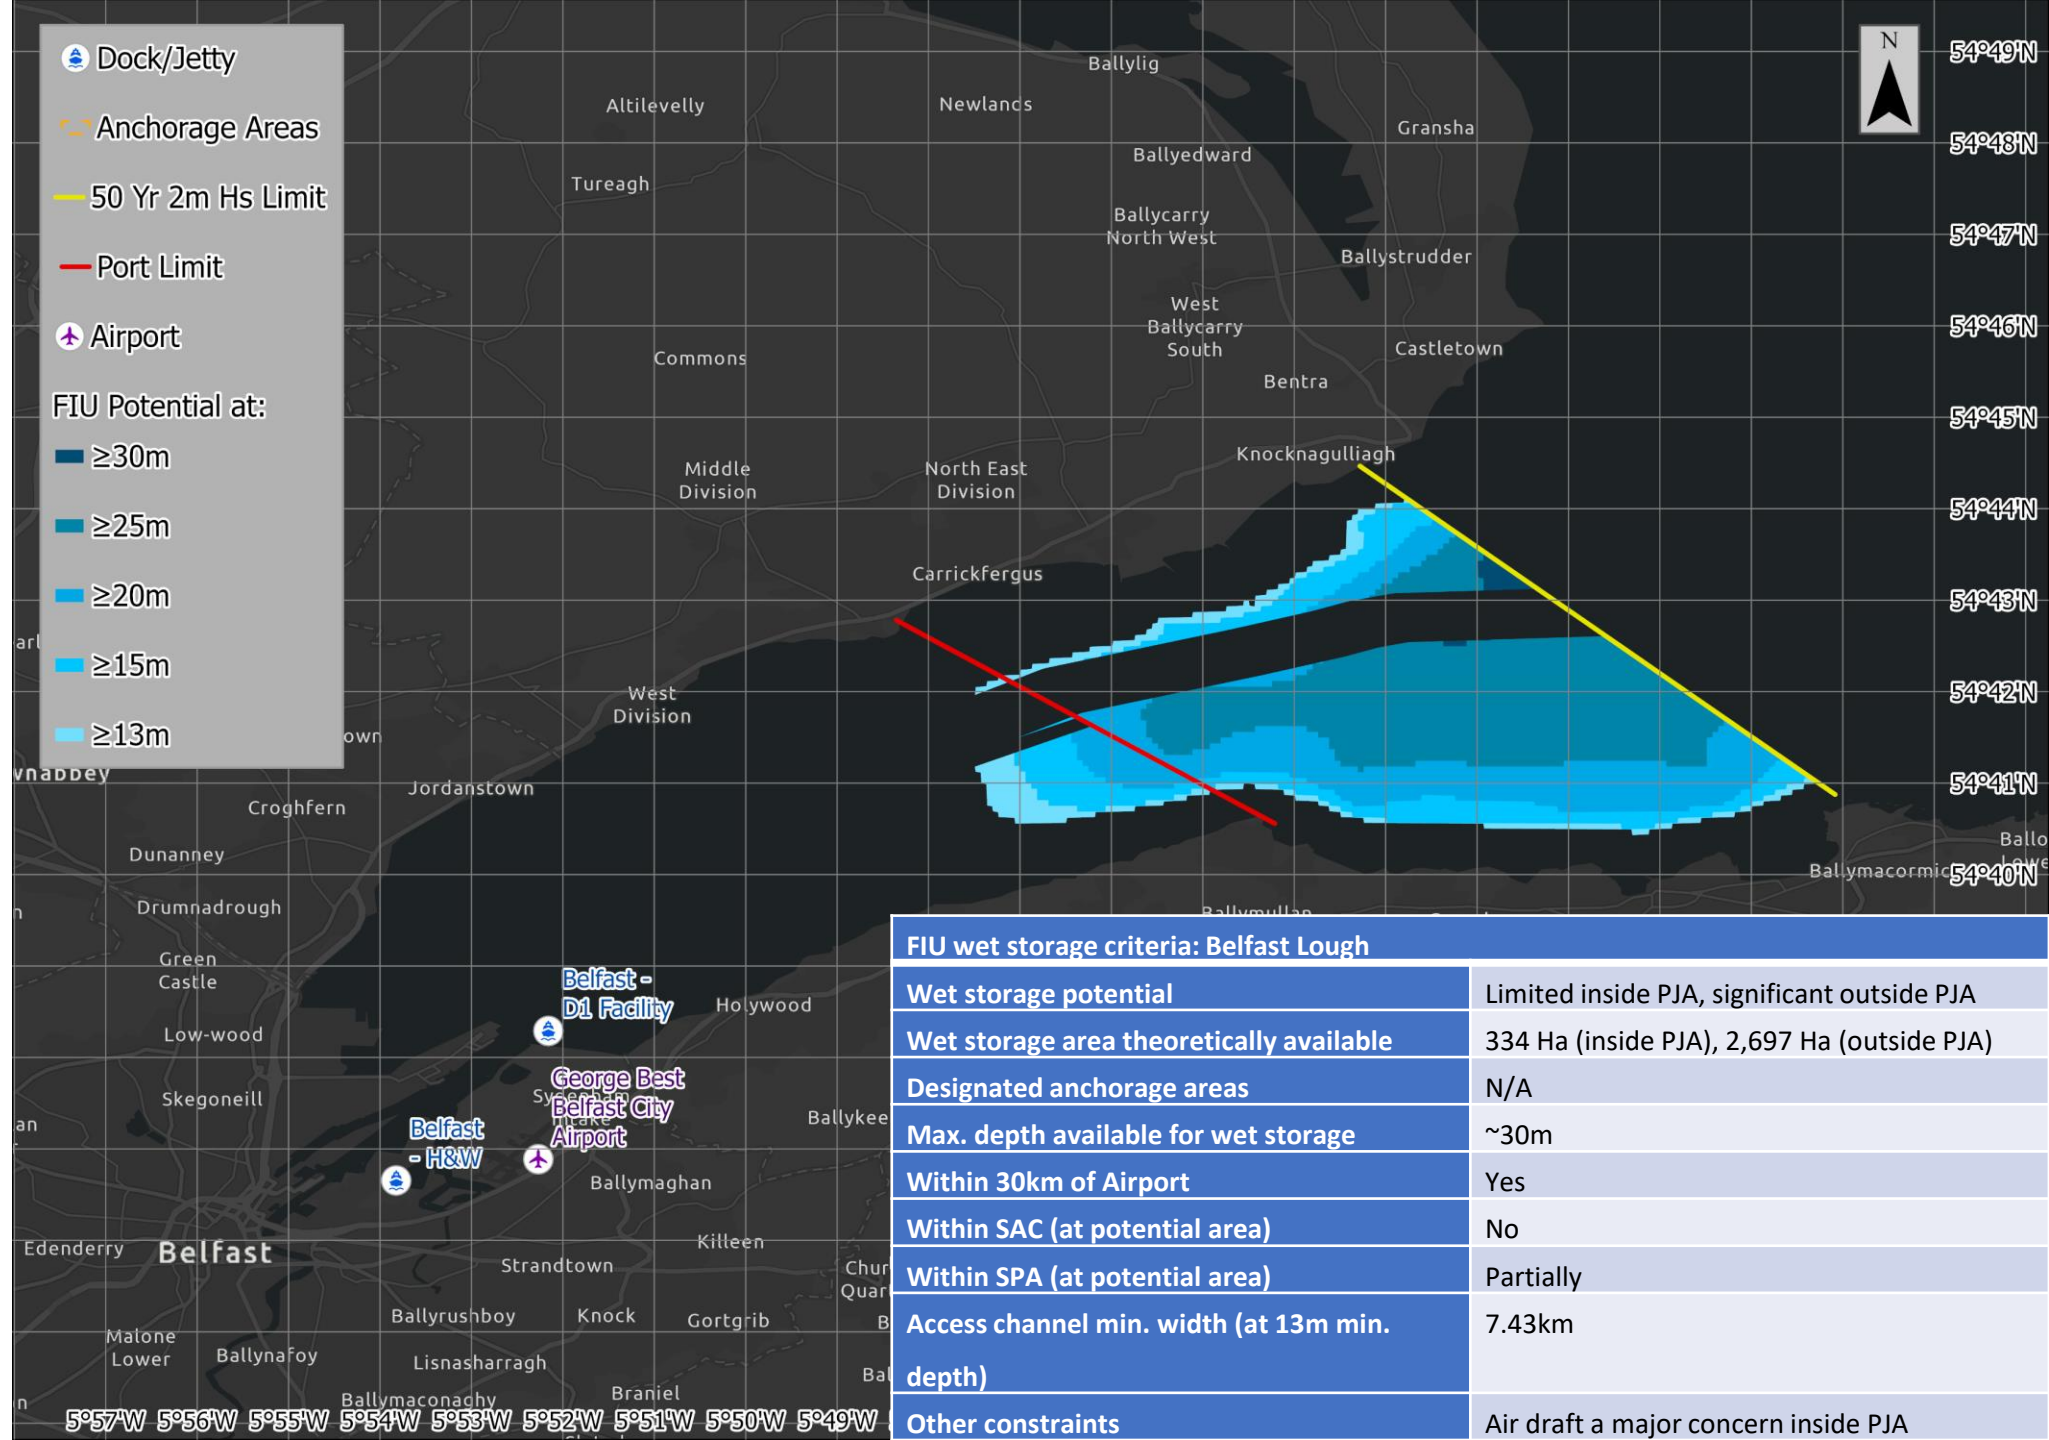 Dock/Jetty
Anchorage Areas
50 Yr 2m Hs Limit
Port Limit
Airport
FIU Potential at:
≥30m
≥25m
≥20m
≥15m
≥13m
N
54°49'N
54°48'N
54°47'N
54°46'N
54°45'N
54°44'N
54°43'N
54°42'N
54°41'N
54°40'N
Ballylig
Altilevelly
Newlands
Gransha
Ballyedward
Tureagh
Ballycarry
North West
Ballystrudder
West
Ballycarry
South
Castletown
Commons
Bentra
Knocknagulliagh
Middle
Division
North East
Division
Carrickfergus
West
Division
own
Jordanstown
Croghfern
Dunanney
Ballymacormic
Drumnadrough
Ballymullan
Green
Castle
Belfast -
D1 Facility
Holywood
Low-wood
George Best
Belfast City
Airport
Skegoneill
Belfast
- H&W
Ballykee
Ballymaghan
Edenderry
Belfast
Killeen
Strandtown
Chur
Quar
Ballyrushboy
Knock
Gortgrib
Malone
Lower
Ballynafoy
Lisnasharragh
Braniel
Ballymaconaghy
5°57'W 5°56'W 5°55'W 5°54'W 5°53'W 5°52'W 5°51'W 5°50'W 5°49'W
FIU wet storage criteria: Belfast Lough
Wet storage potential Limited inside PJA, significant outside PJA
Wet storage area theoretically available 334 Ha (inside PJA), 2,697 Ha (outside PJA)
Designated anchorage areas N/A
Max. depth available for wet storage ~30m
Within 30km of Airport Yes
Within SAC (at potential area) No
Within SPA (at potential area) Partially
Access channel min. width (at 13m min. 7.43km
depth)
Other constraints Air draft a major concern inside PJA